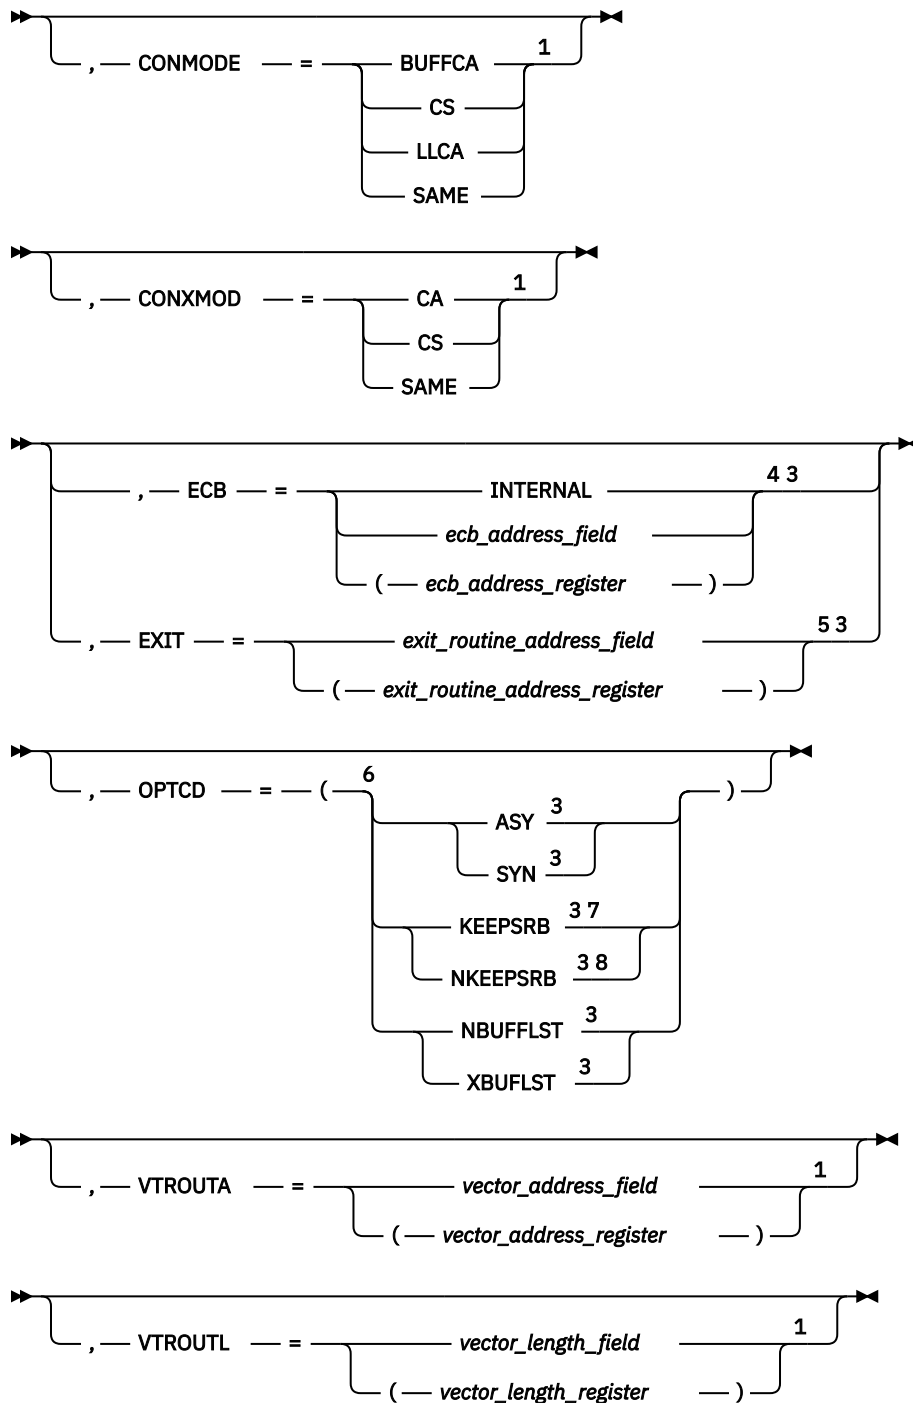 1
, CONMODE = BUFFCA
CS
LLCA
SAME
1
, CONXMOD = CA
CS
SAME
4 3
, ECB = INTERNAL
ecb_address_field
( ecb_address_register )
5 3
, EXIT = exit_routine_address_field
( exit_routine_address_register )
6
, OPTCD = ( )
ASY 3
SYN 3
KEEPSRB 3 7
NKEEPSRB 3 8
NBUFFLST 3
XBUFLST 3
1
, VTROUTA = vector_address_field
( vector_address_register )
1
, VTROUTL = vector_length_field
( vector_length_register )